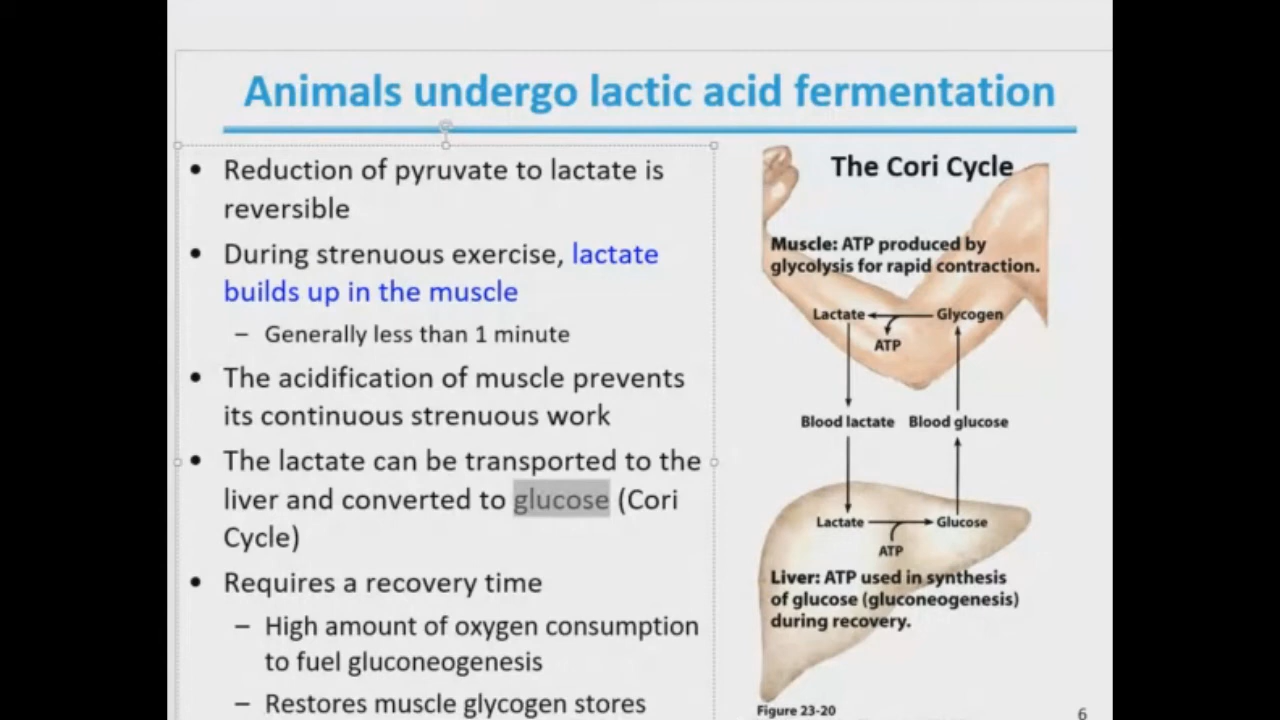 Animals undergo lactic acid fermentation
• Reduction of pyruvate to lactate is
reversible
• During strenuous exercise, lactate
builds up in the muscle
– Generally less than 1 minute
• The acidification of muscle prevents
its continuous strenuous work
• The lactate can be transported to the
liver and converted to glucose (Cori
Cycle)
• Requires a recovery time
– High amount of oxygen consumption
to fuel gluconeogenesis
– Restores muscle glycogen stores
The Cori Cycle
Muscle: ATP produced by
glycolysis for rapid contraction.
Lactate Glycogen
ATP
Blood lactate Blood glucose
Lactate Glucose
ATP
Liver: ATP used in synthesis
of glucose (gluconeogenesis)
during recovery.
Figure 23-20
6